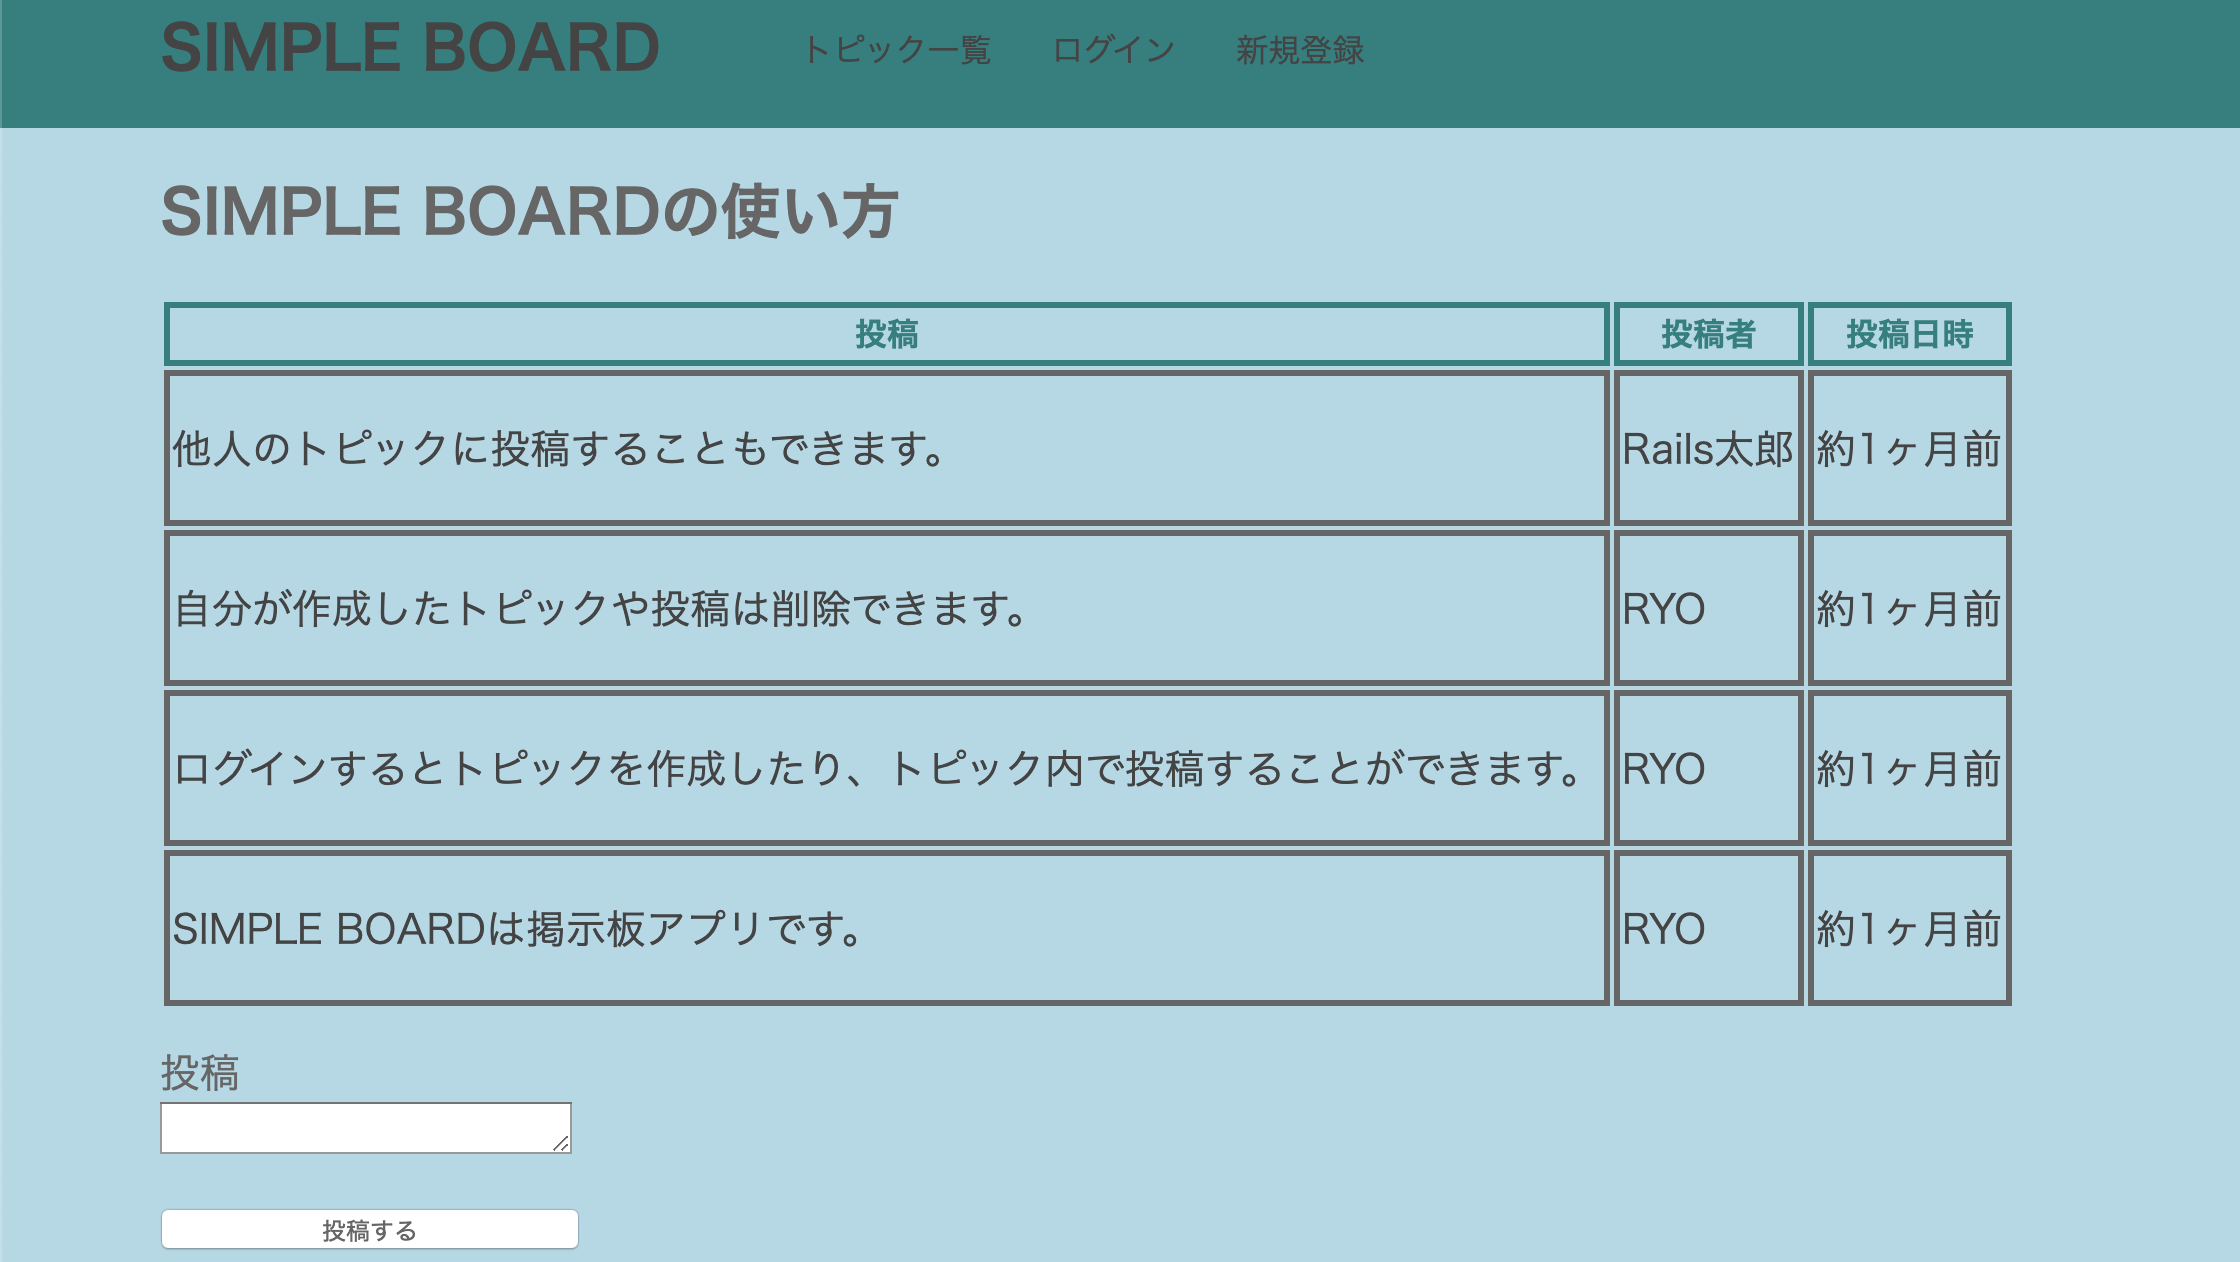 SIMPLE BOARD トピック一覧 ログイン 新規登録
SIMPLE BOARDの使い方
投稿 投稿者 投稿日時
他人のトピックに投稿することもできます。 Rails太郎 約1ヶ月前
自分が作成したトピックや投稿は削除できます。 RYO 約1ヶ月前
ログインするとトピックを作成したり、トピック内で投稿することができます。 RYO 約1ヶ月前
SIMPLE BOARDは掲示板アプリです。 RYO 約1ヶ月前
投稿
投稿する